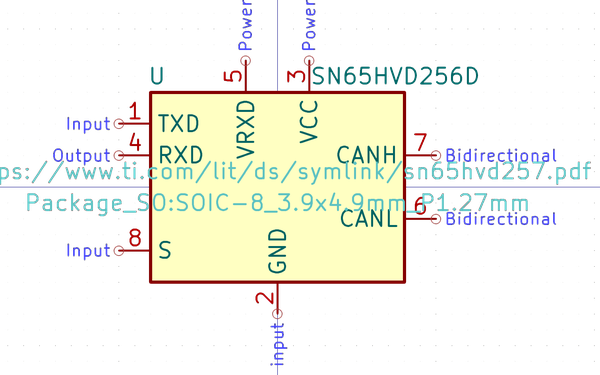 Power
Power
U
5
3
SN65HVD256D
Input
1
TXD
VRXD
VCC
Output
4
RXD
CANH
7
Bidirectional
ps://www.ti.com/lit/ds/symlink/sn65hvd257.pdf
Package_SO:SOIC-8_3.9x4.9mm_P1.27mm
CANL
6
Bidirectional
Input
8
S
GND
2
input